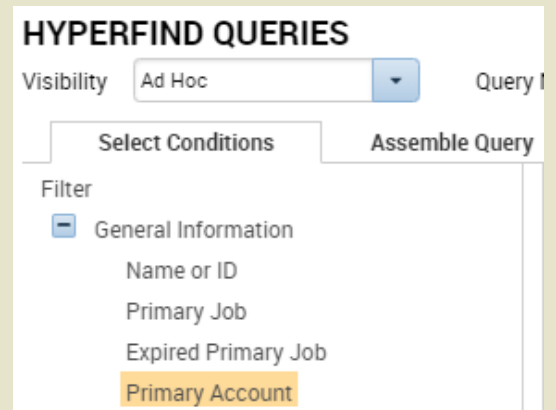 HYPERFIND QUERIES
Visibility Ad Hoc Query
Select Conditions Assemble Query
Filter
General Information
Name or ID
Primary Job
Expired Primary Job
Primary Account